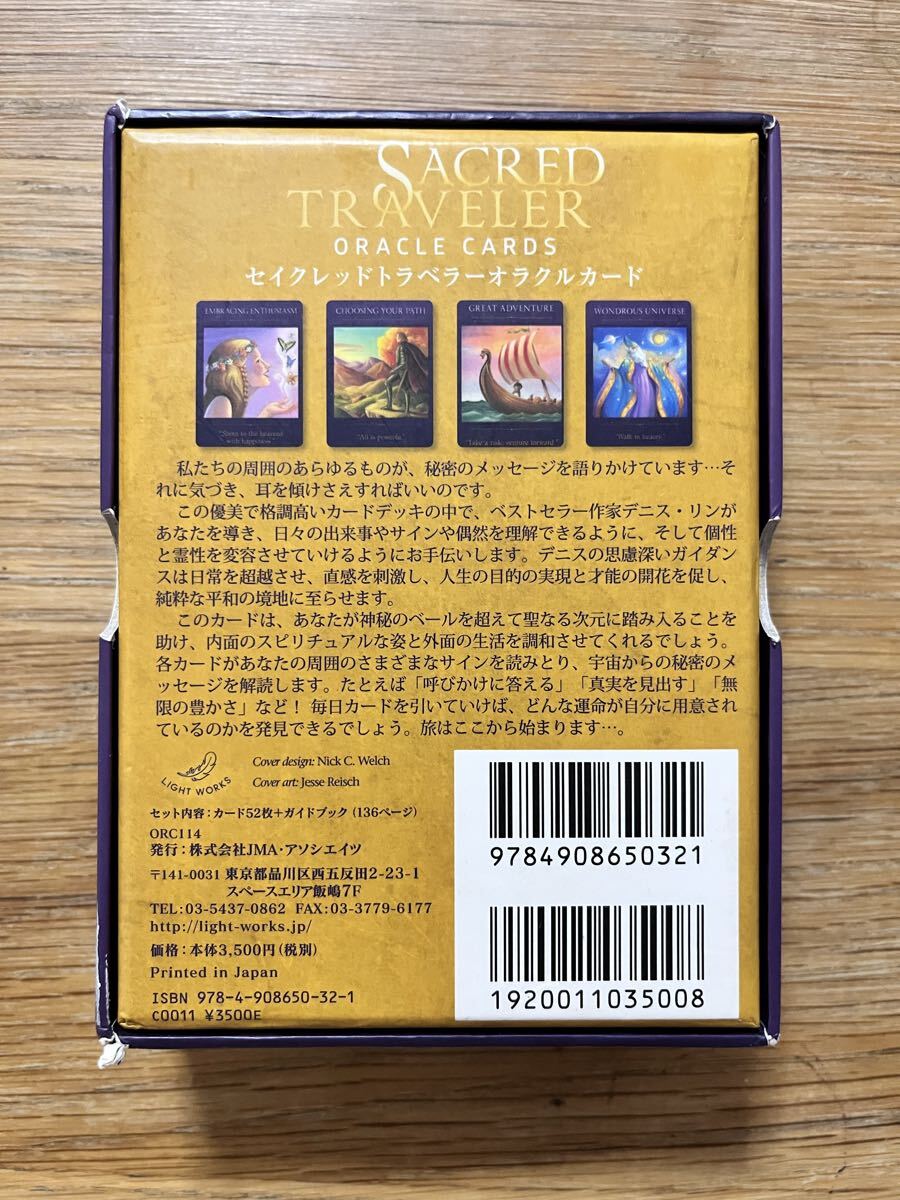 SACRED
TRAVELER
ORACLE CARDS
セイクレッドトラベラーオラクルカード
EMBRACING ENTHUSIASM
CHOOSING YOUR PATH
GREAT ADVENTURE
WONDROUS UNIVERSE
"Shout to the heavens
with happiness."
"All is possible."
"Take a risk; venture forward."
"Walk in beauty."
私たちの周囲のあらゆるものが、秘密のメッセージを語りかけています…そ
れに気づき、耳を傾けさえすればいいのです。
この優美で格調高いカードデッキの中で、ベストセラー作家デニス・リンが
あなたを導き、日々の出来事やサインや偶然を理解できるように、そして個性
と霊性を変容させていけるようにお手伝いします。デニスの思慮深いガイダン
スは日常を超越させ、直感を刺激し、人生の目的の実現と才能の開花を促し、
純粋な平和の境地に至らせます。
このカードは、あなたが神秘のベールを超えて聖なる次元に踏み入ることを
助け、内面のスピリチュアルな姿と外面の生活を調和させてくれるでしょう。
各カードがあなたの周囲のさまざまなサインを読みとり、宇宙からの秘密のメ
ッセージを解読します。たとえば「呼びかけに答える」「真実を見出す」「無
限の豊かさ」など！ 毎日カードを引いていけば、どんな運命が自分に用意され
ているのかを発見できるでしょう。旅はここから始まります…。
LIGHT WORKS
Cover design: Nick C. Welch
Cover art: Jesse Reisch
セット内容：カード52枚＋ガイドブック（136ページ）
ORC114
発行：株式会社JMA・アソシエイツ
〒141-0031 東京都品川区西五反田2-23-1
スペースエリア飯嶋7F
TEL:03-5437-0862 FAX:03-3779-6177
http://light-works.jp/
価格：本体3,500円（税別）
Printed in Japan
ISBN 978-4-908650-32-1
C0011 ¥3500E
9784908650321
1920011035008